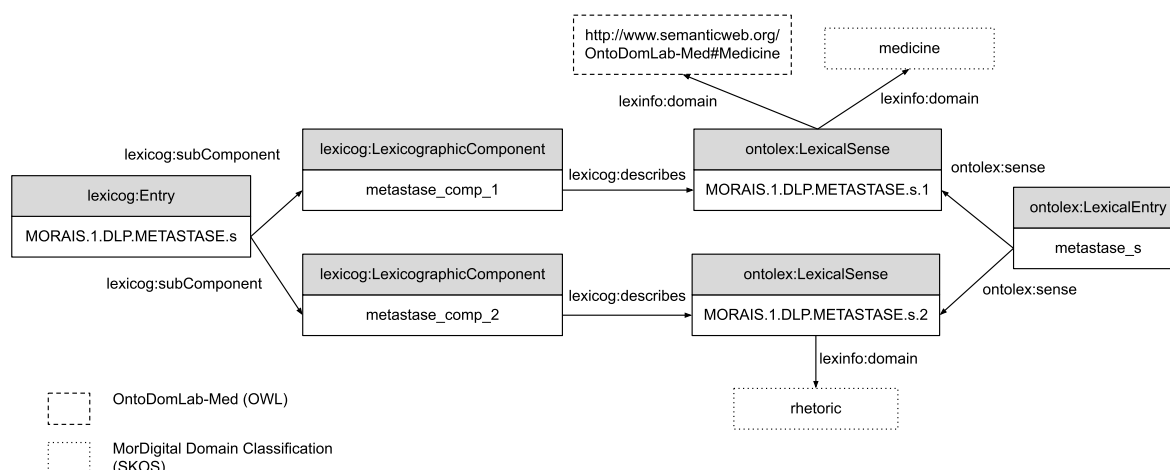 http://www.semanticweb.org/
OntoDomLab-Med#Medicine
medicine
lexinfo:domain
lexinfo:domain
lexicog:subComponent
lexicog:LexicographicComponent
metastase_comp_1
lexicog:describes
ontolex:LexicalSense
MORAIS.1.DLP.METASTASE.s.1
ontolex:sense
lexicog:Entry
MORAIS.1.DLP.METASTASE.s
ontolex:LexicalEntry
metastase_s
lexicog:subComponent
lexicog:LexicographicComponent
metastase_comp_2
lexicog:describes
ontolex:LexicalSense
MORAIS.1.DLP.METASTASE.s.2
ontolex:sense
lexinfo:domain
rhetoric
OntoDomLab-Med (OWL)
MorDigital Domain Classification
(SKOS)